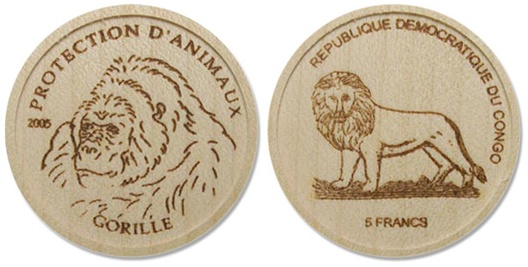 PROTECTION D'ANIMAUX
2005
GORILLE
REPUBLIQUE DEMOCRATIQUE DU CONGO
5 FRANCS